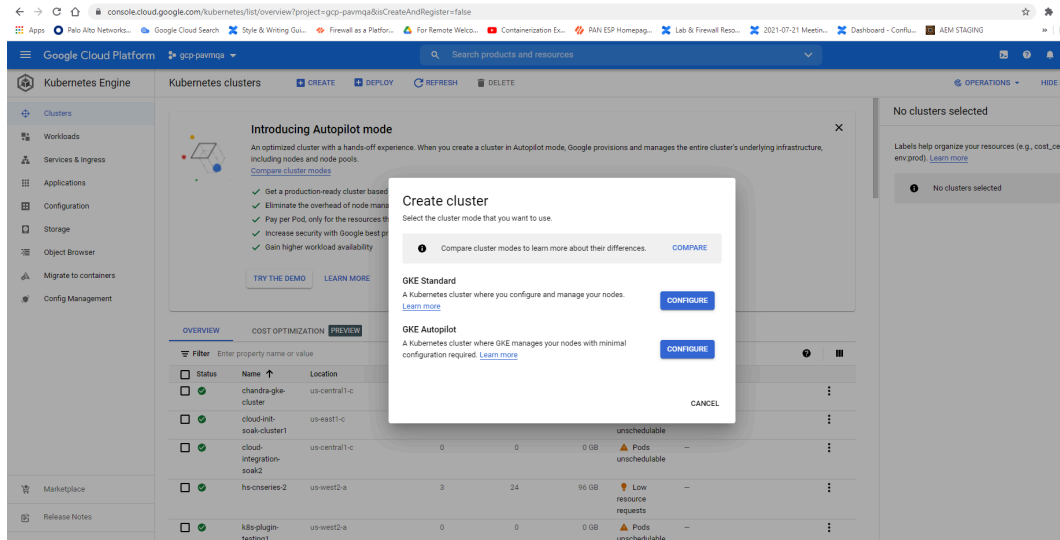 console.cloud.google.com/kubernetes/list/overview?project=gcp-pavmqa&isCreateAndRegister=false
Apps Palo Alto Networks... Google Cloud Search Style & Writing Gui... Firewall as a Platfor... For Remote Welco... Containerization Ex... PAN ESP Homepag... Lab & Firewall Reso... 2021-07-21 Meetin... Dashboard - Conflu... AEM STAGING »
Google Cloud Platform gcp-pavmqa Search products and resources
Kubernetes Engine Kubernetes clusters CREATE DEPLOY REFRESH DELETE OPERATIONS HIDE
Clusters
Workloads
Services & Ingress
Applications
Configuration
Storage
Object Browser
Migrate to containers
Config Management
Marketplace
Release Notes
Introducing Autopilot mode
An optimized cluster with a hands-off experience. When you create a cluster in Autopilot mode, Google provisions and manages the entire cluster's underlying infrastructure,
including nodes and node pools.
Compare cluster modes
Get a production-ready cluster based
Eliminate the overhead of node mana
Pay per Pod, only for the resources th
Increase security with Google best pr
Gain higher workload availability
TRY THE DEMO LEARN MORE
Create cluster
Select the cluster mode that you want to use.
Compare cluster modes to learn more about their differences. COMPARE
GKE Standard
A Kubernetes cluster where you configure and manage your nodes.
Learn more
CONFIGURE
GKE Autopilot
A Kubernetes cluster where GKE manages your nodes with minimal
configuration required. Learn more
CONFIGURE
CANCEL
OVERVIEW COST OPTIMIZATION PREVIEW
Filter Enter property name or value
Status Name Location
chandra-gke-
cluster us-central1-c
cloud-init-
soak-cluster1 us-east1-c unschedulable
cloud-
integration-
soak2 us-central1-c 0 0 0 GB Pods
unschedulable –
hs-cnseries-2 us-west2-a 3 24 96 GB Low
resource
requests –
k8s-plugin-
testing1 us-west2-a 0 0 0 GB Pods
unschedulable –
No clusters selected
Labels help organize your resources (e.g., cost_ce
env:prod). Learn more
No clusters selected